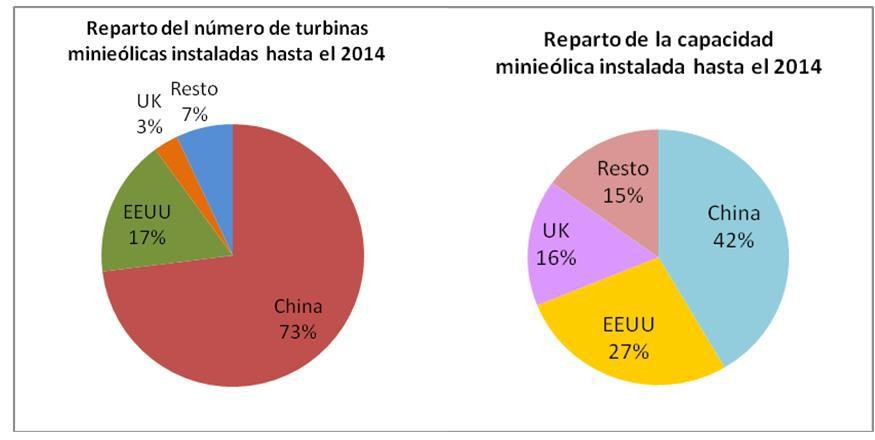 Reparto del número de turbinas
minieólicas instaladas hasta el 2014
UK
3%
Resto
7%
EEUU
17%
China
73%
Reparto de la capacidad
minieólica instalada hasta el 2014
Resto
15%
China
42%
UK
16%
EEUU
27%